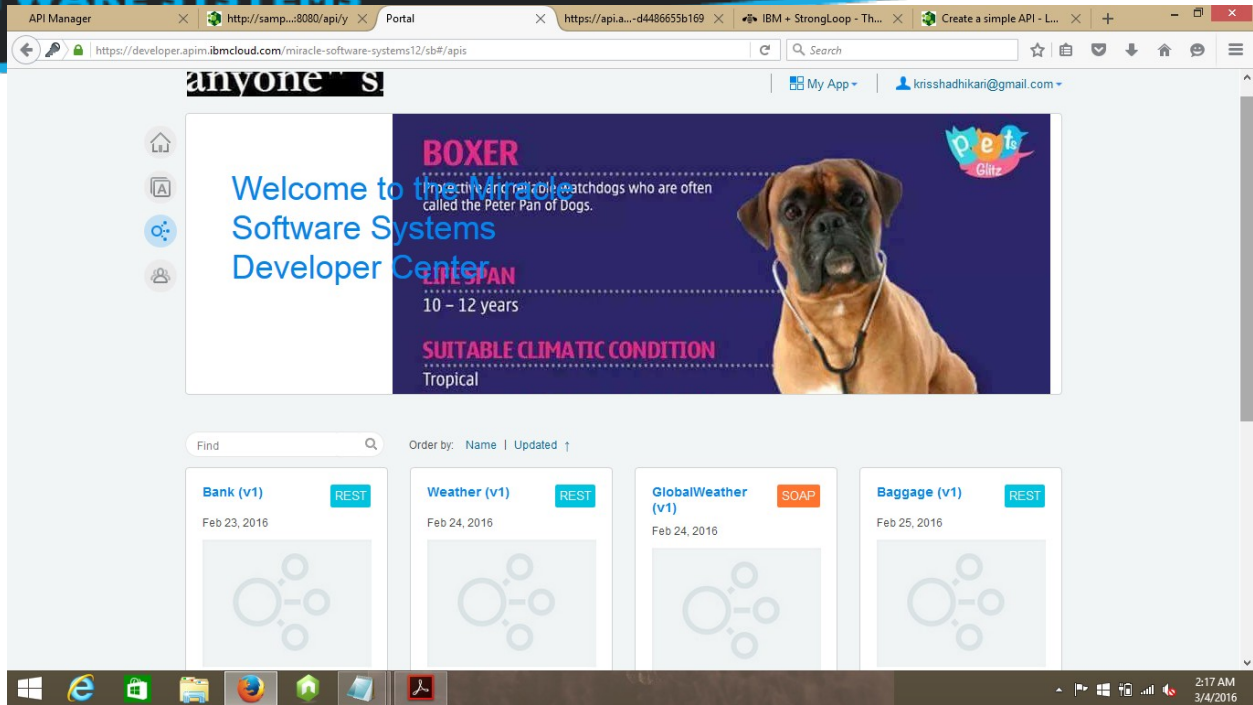 WARE SYSTEMS
API Manager
http://samp...:8080/api/y
Portal
https://api.a...-d4486655b169
IBM + StrongLoop - Th...
Create a simple API - L...
https://developer.apim.ibmcloud.com/miracle-software-systems12/sb#/apis
Search
anyone" s
My App
krisshadhikari@gmail.com
Pets
Glitz
BOXER
Protective and reliable watchdogs who are often
called the Peter Pan of Dogs.
Welcome to the Miracle
Software Systems
Developer Center
LIFE SPAN
10 – 12 years
SUITABLE CLIMATIC CONDITION
Tropical
Find
Order by: Name | Updated ↑
Bank (v1) REST
Feb 23, 2016
Weather (v1) REST
Feb 24, 2016
GlobalWeather SOAP
(v1)
Feb 24, 2016
Baggage (v1) REST
Feb 25, 2016
2:17 AM
3/4/2016